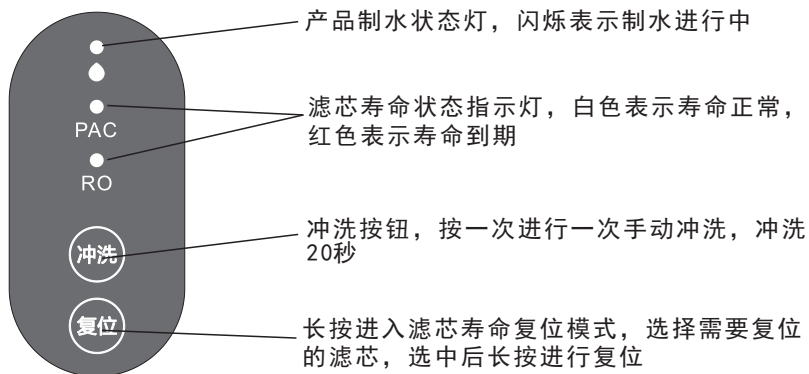 产品制水状态灯，闪烁表示制水进行中
PAC
滤芯寿命状态指示灯，白色表示寿命正常，
红色表示寿命到期
RO
冲洗
冲洗按钮，按一次进行一次手动冲洗，冲洗
20秒
复位
长按进入滤芯寿命复位模式，选择需要复位
的滤芯，选中后长按进行复位